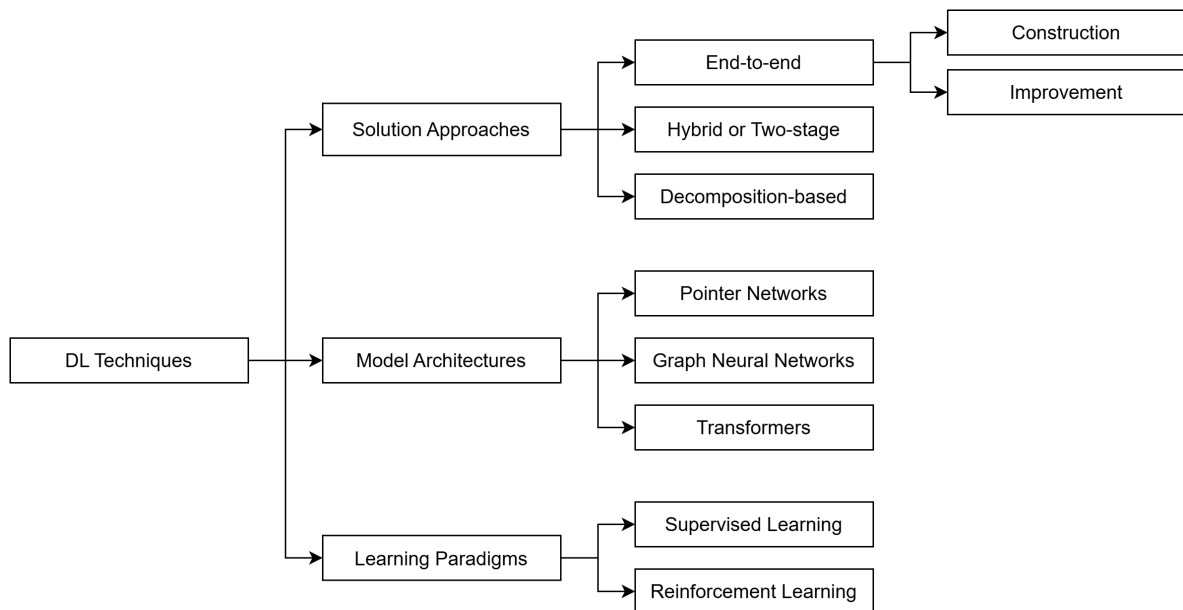 DL Techniques
Solution Approaches
End-to-end
Construction
Improvement
Hybrid or Two-stage
Decomposition-based
Model Architectures
Pointer Networks
Graph Neural Networks
Transformers
Learning Paradigms
Supervised Learning
Reinforcement Learning